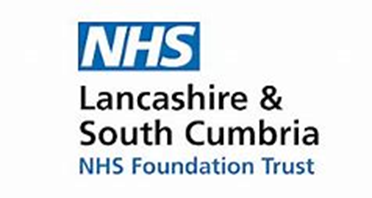 NHS
Lancashire &
South Cumbria
NHS Foundation Trust